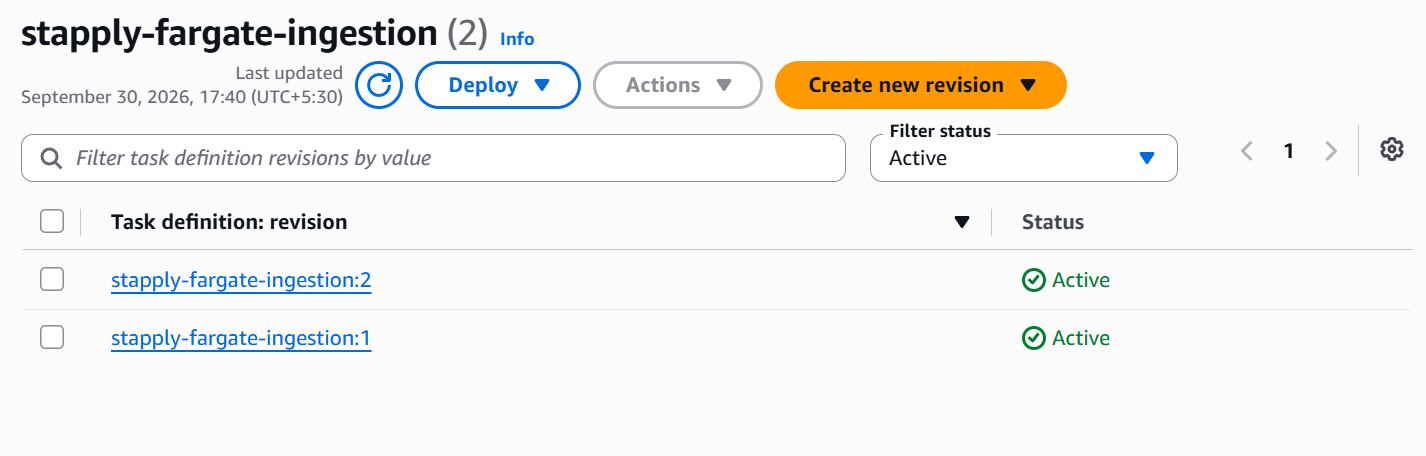 stapply-fargate-ingestion (2) Info
Last updated
September 30, 2026, 17:40 (UTC+5:30)
Deploy
Actions
Create new revision
Filter task definition revisions by value
Filter status
Active
1
Task definition: revision
Status
stapply-fargate-ingestion:2
Active
stapply-fargate-ingestion:1
Active